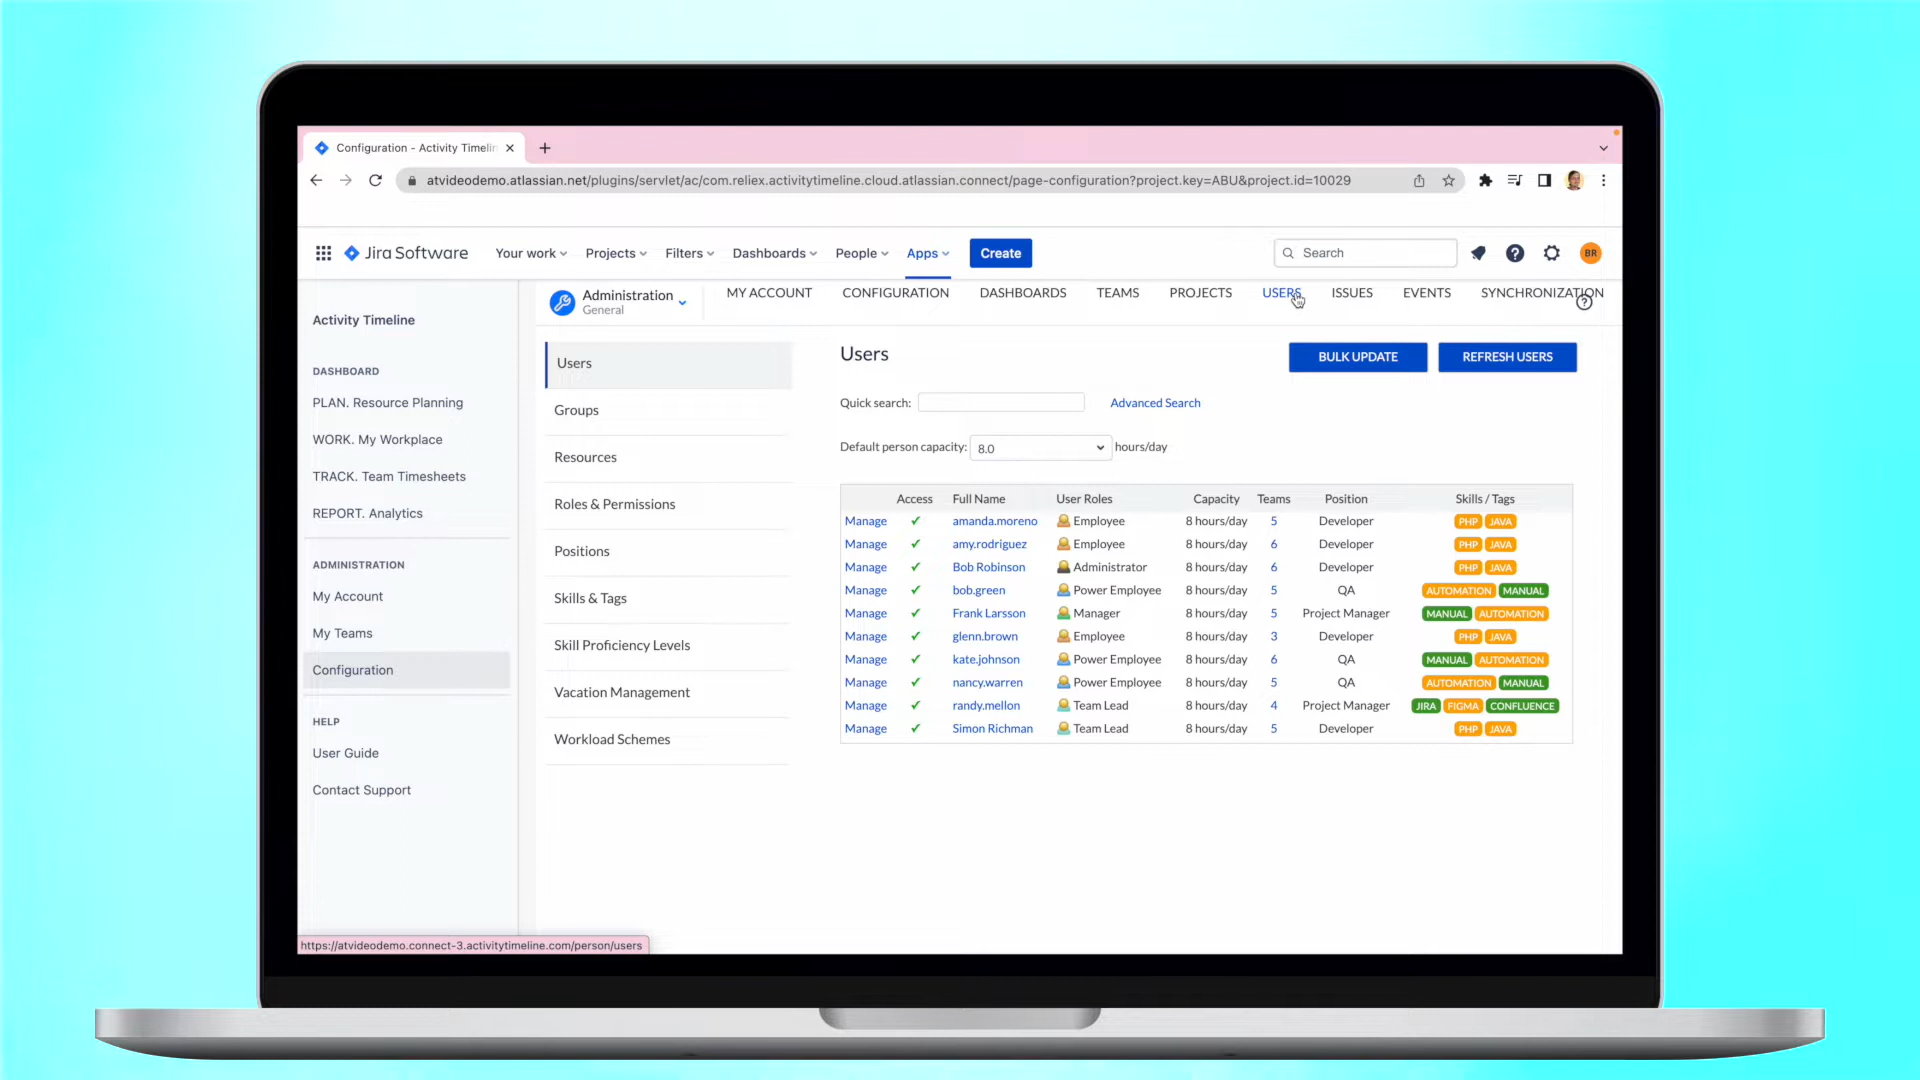 Configuration - Activity Timelin
atvideodemo.atlassian.net/plugins/servlet/ac/com.reliex.activitytimeline.cloud.atlassian.connect/page-configuration?project.key=ABU&project.id=10029
Jira Software Your work Projects Filters Dashboards People Apps Create Search BR
Activity Timeline
DASHBOARD
PLAN. Resource Planning
WORK. My Workplace
TRACK. Team Timesheets
REPORT. Analytics
ADMINISTRATION
My Account
My Teams
Configuration
HELP
User Guide
Contact Support
Administration
General
MY ACCOUNT CONFIGURATION DASHBOARDS TEAMS PROJECTS USERS ISSUES EVENTS SYNCHRONIZATION
Users
Groups
Resources
Roles & Permissions
Positions
Skills & Tags
Skill Proficiency Levels
Vacation Management
Workload Schemes
Users
BULK UPDATE REFRESH USERS
Quick search: Advanced Search
Default person capacity: 8.0 hours/day
Access Full Name User Roles Capacity Teams Position Skills / Tags
Manage ✓ amanda.moreno Employee 8 hours/day 5 Developer PHP JAVA
Manage ✓ amy.rodriguez Employee 8 hours/day 6 Developer PHP JAVA
Manage ✓ Bob Robinson Administrator 8 hours/day 6 Developer PHP JAVA
Manage ✓ bob.green Power Employee 8 hours/day 5 QA AUTOMATION MANUAL
Manage ✓ Frank Larsson Manager 8 hours/day 5 Project Manager MANUAL AUTOMATION
Manage ✓ glenn.brown Employee 8 hours/day 3 Developer PHP JAVA
Manage ✓ kate.johnson Power Employee 8 hours/day 6 QA MANUAL AUTOMATION
Manage ✓ nancy.warren Power Employee 8 hours/day 5 QA AUTOMATION MANUAL
Manage ✓ randy.mellon Team Lead 8 hours/day 4 Project Manager JIRA FIGMA CONFLUENCE
Manage ✓ Simon Richman Team Lead 8 hours/day 5 Developer PHP JAVA
https://atvideodemo.connect-3.activitytimeline.com/person/users